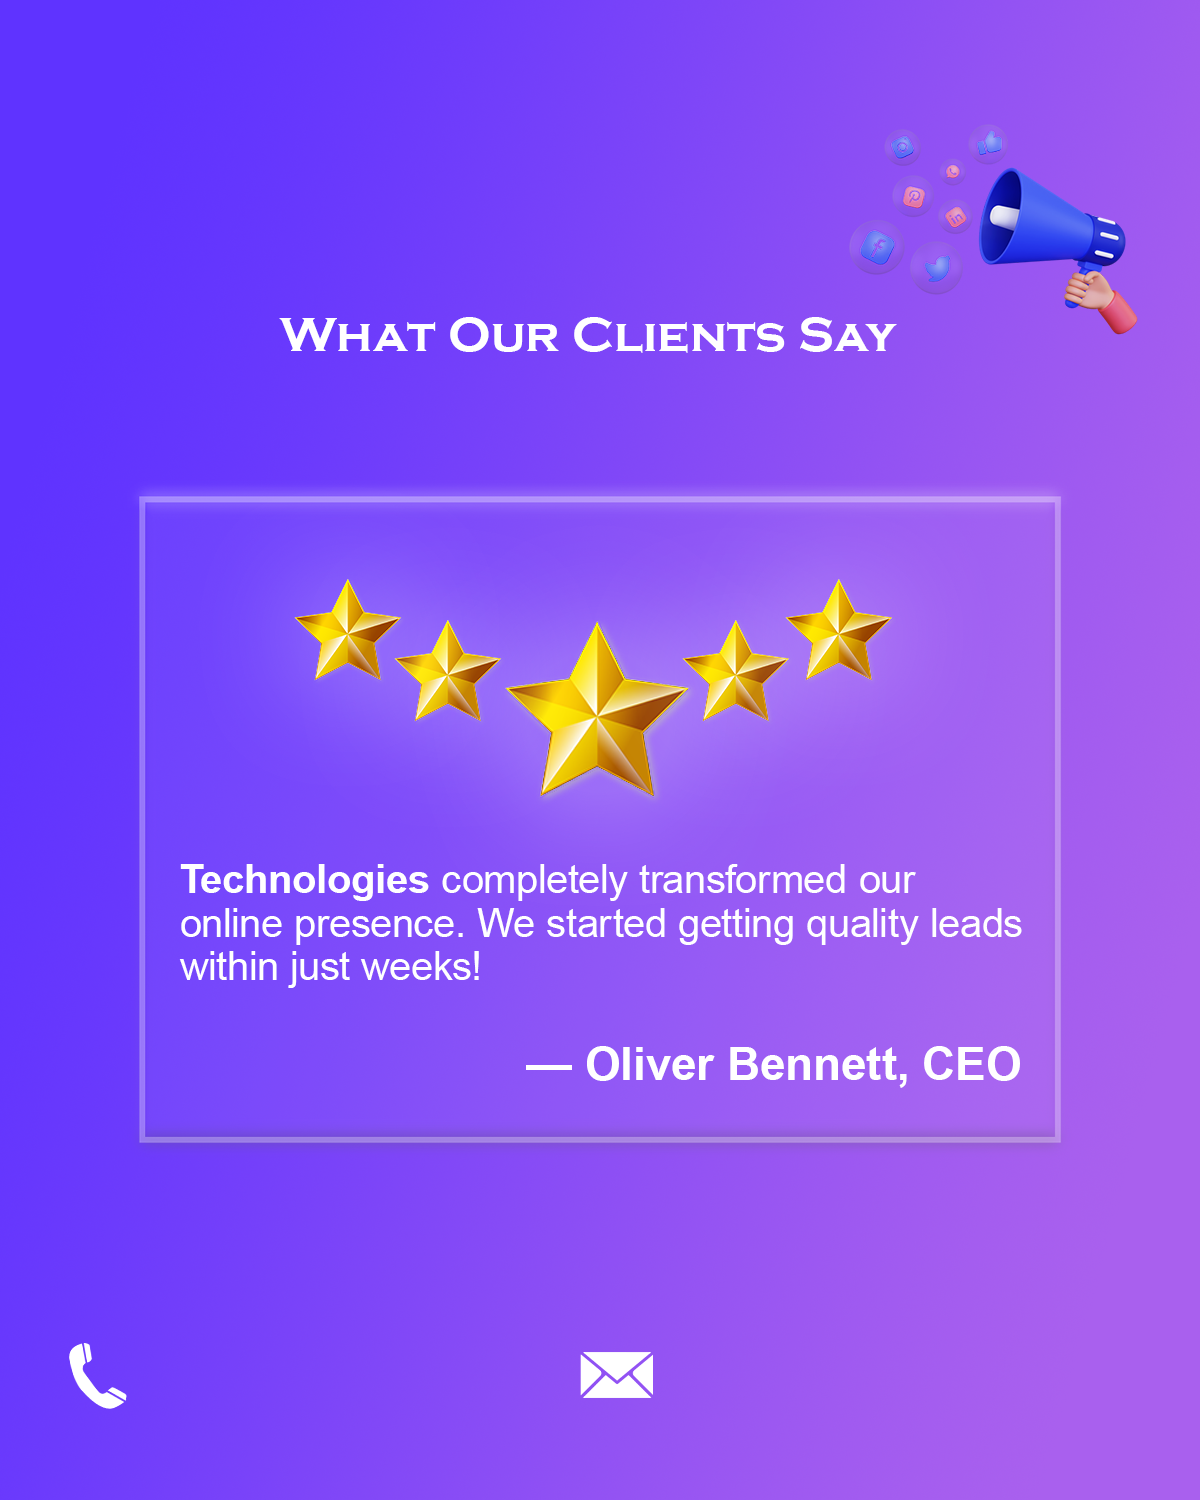 What Our Clients Say
Technologies completely transformed our
online presence. We started getting quality leads
within just weeks!
— Oliver Bennett, CEO